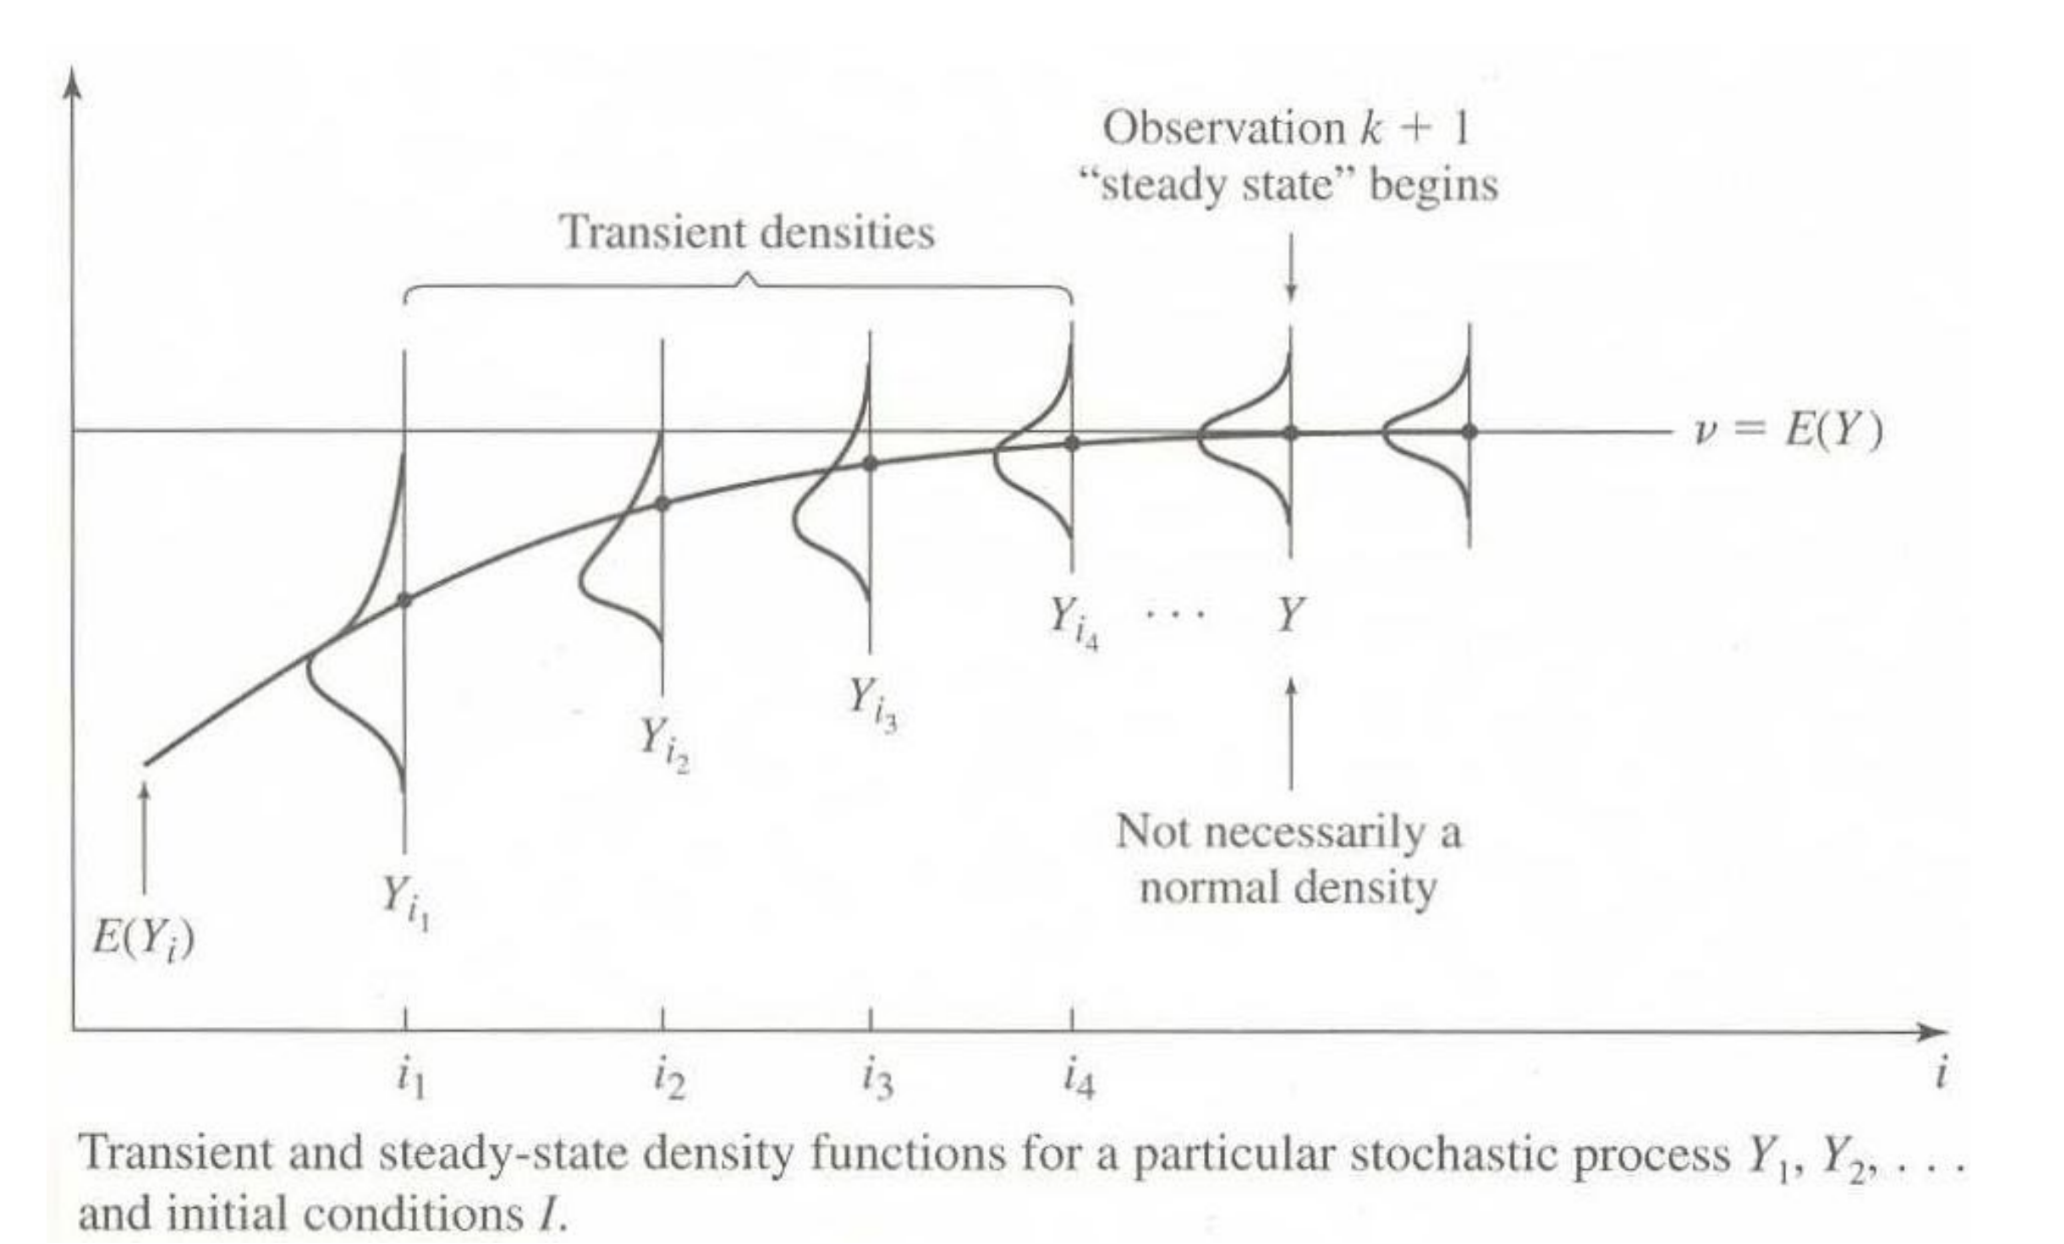 Observation k + 1
“steady state” begins
Transient densities
ν = E(Y)
Y_{i_4} ··· Y
Y_{i_3}
Y_{i_2}
Not necessarily a
normal density
Y_{i_1}
E(Y_i)
i_1 i_2 i_3 i_4 i
Transient and steady-state density functions for a particular stochastic process Y_1, Y_2, . . .
and initial conditions I.